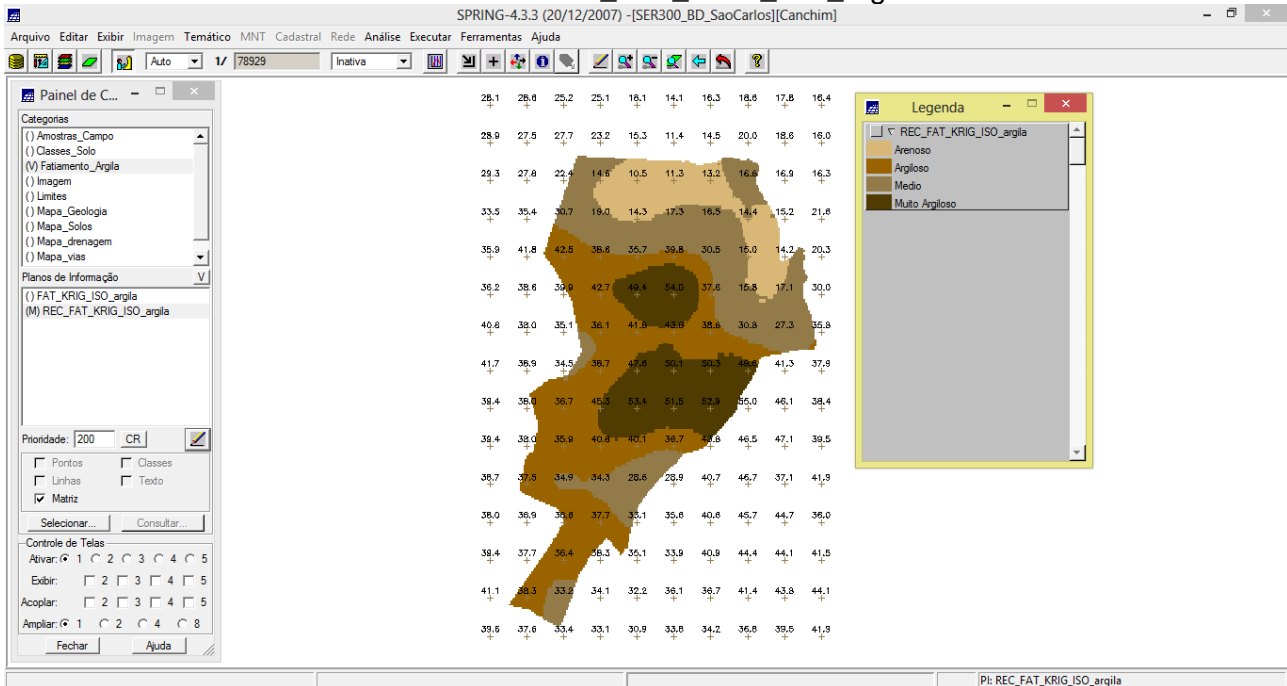 SPRING-4.3.3 (20/12/2007) -[SER300_BD_SaoCarlos][Canchim]
Arquivo Editar Exibir Imagem Temático MNT Cadastral Rede Análise Executar Ferramentas Ajuda
Auto 1/ 78929 Inativa
Painel de C...
Categorias
() Amostras_Campo
() Classes_Solo
(V) Fatiamento_Argila
() Imagem
() Limites
() Mapa_Geologia
() Mapa_Solos
() Mapa_drenagem
() Mapa_vias
Planos de Informação V
() FAT_KRIG_ISO_argila
(M) REC_FAT_KRIG_ISO_argila
Prioridade: 200 CR
Pontos Classes
Linhas Texto
Matriz
Selecionar... Consultar...
Controle de Telas
Ativar: 1 2 3 4 5
Exibir: 2 3 4 5
Acoplar: 2 3 4 5
Ampliar: 1 2 4 8
Fechar Ajuda
28.1 28.6 25.2 25.1 18.1 14.1 16.3 18.6 17.8 16.4
28.9 27.5 27.7 23.2 15.3 11.4 14.5 20.0 18.6 16.0
29.3 27.8 22.4 14.6 10.5 11.3 13.2 16.6 16.9 16.3
33.5 35.4 30.7 19.0 14.3 17.3 16.5 14.4 15.2 21.6
35.9 41.8 42.5 38.6 35.7 39.8 30.5 15.0 14.2 20.3
36.2 38.6 39.9 42.7 49.4 54.0 37.6 15.8 17.1 30.0
40.6 38.0 35.1 36.1 41.8 43.8 38.6 30.8 27.3 35.8
41.7 36.9 34.5 36.7 47.6 50.1 50.3 49.6 41.3 37.9
39.4 38.0 36.7 45.3 53.4 51.5 52.9 55.0 46.1 38.4
39.4 38.0 35.9 40.8 40.1 36.7 43.8 46.5 47.1 39.5
38.7 37.5 34.9 34.3 28.6 28.9 40.7 46.7 37.1 41.9
38.0 36.9 35.6 37.7 33.1 35.6 40.6 45.7 44.7 36.0
39.4 37.7 36.4 38.3 35.1 33.9 40.9 44.4 44.1 41.5
41.1 38.3 33.2 34.1 32.2 36.1 36.7 41.4 43.8 44.1
39.6 37.6 33.4 33.1 30.9 33.8 34.2 36.8 39.5 41.9
Legenda
REC_FAT_KRIG_ISO_argila
Arenoso
Argiloso
Medio
Muito Argiloso
PI: REC_FAT_KRIG_ISO_argila